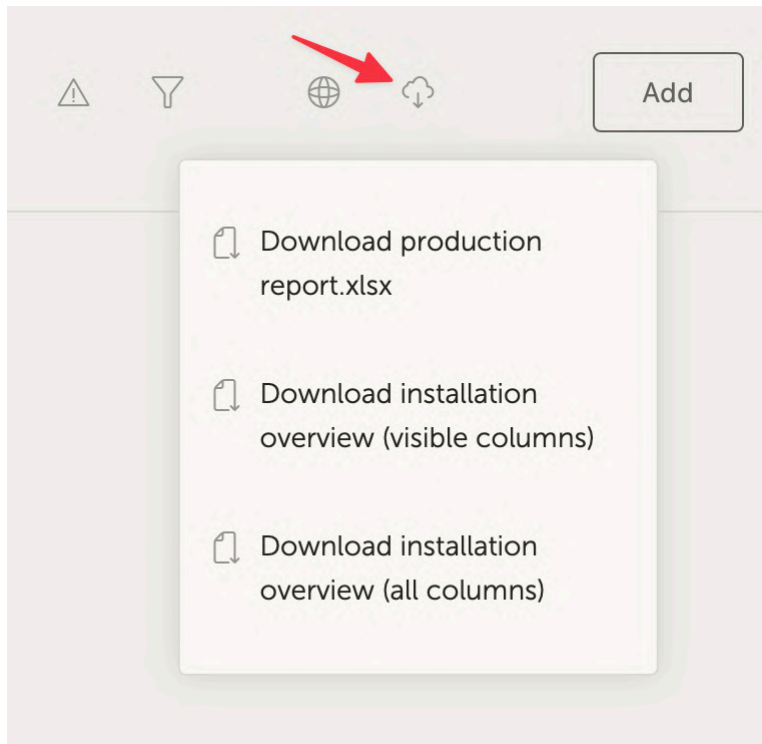 Add
Download production
report.xlsx
Download installation
overview (visible columns)
Download installation
overview (all columns)